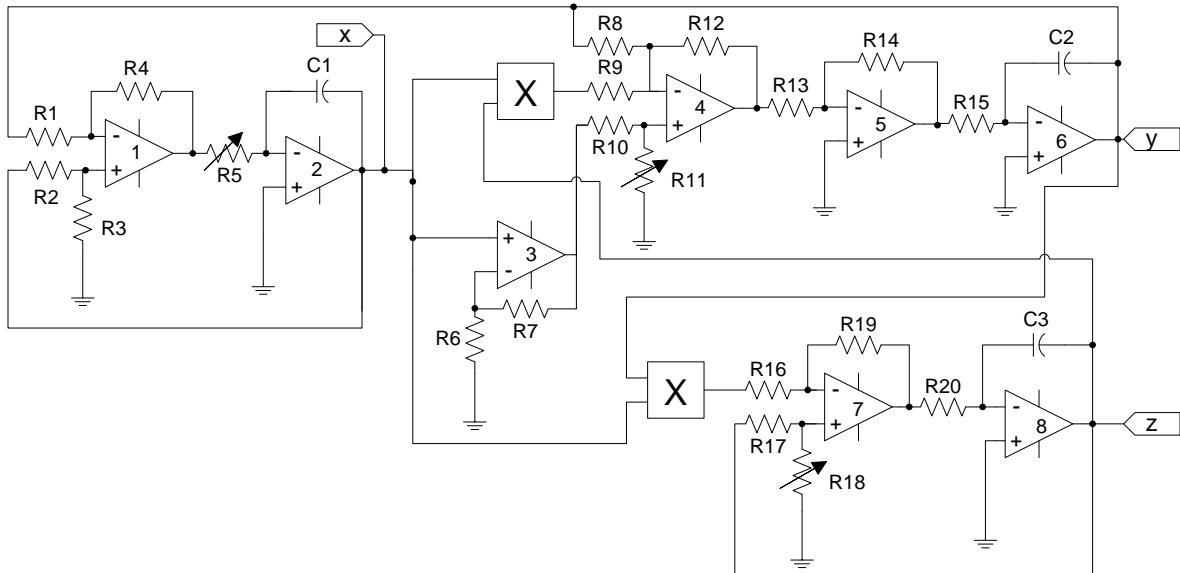 x
R8
R12
R4
C1
R14
C2
R9
X
R13
R15
R1
-
-
-
-
-
1
4
5
6
y
R10
+
+
+
+
+
R2
R5
2
R11
R3
+
3
-
R6
R7
R19
C3
X
R16
-
R20
-
7
8
z
R17
+
+
R18